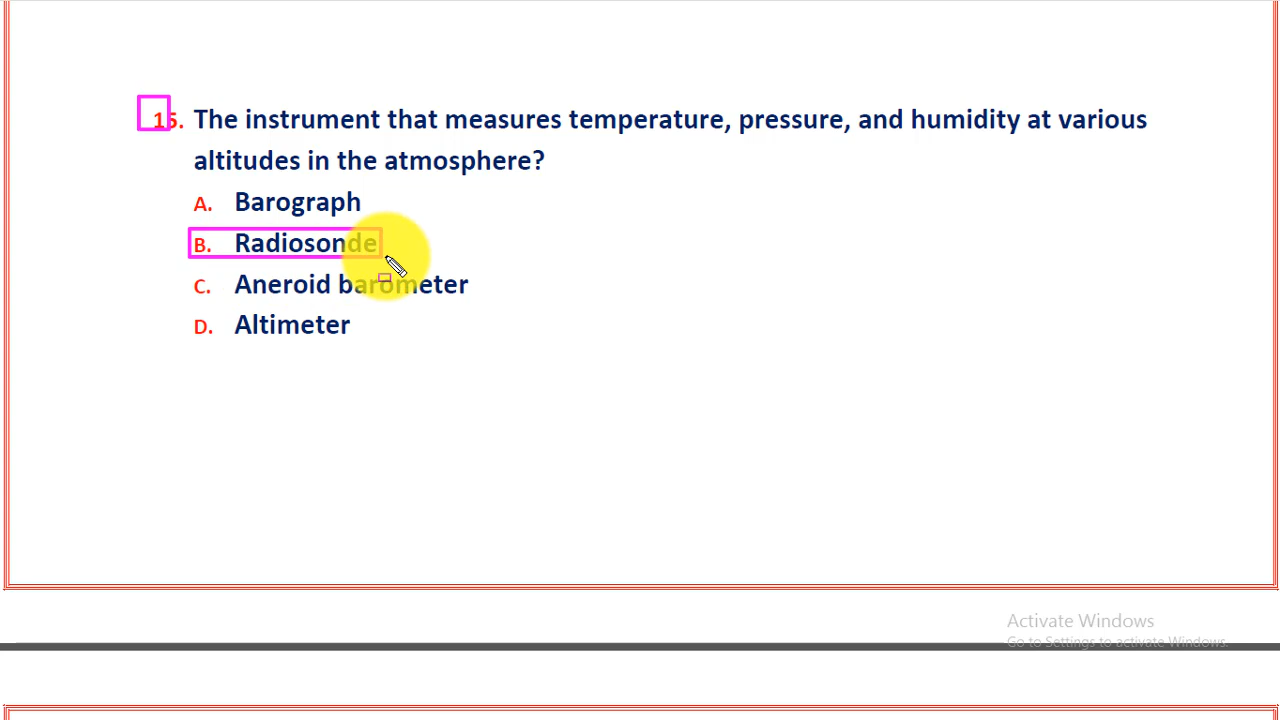 15. The instrument that measures temperature, pressure, and humidity at various
altitudes in the atmosphere?
A. Barograph
B. Radiosonde
C. Aneroid barometer
D. Altimeter
Activate Windows
Go to Settings to activate Windows.